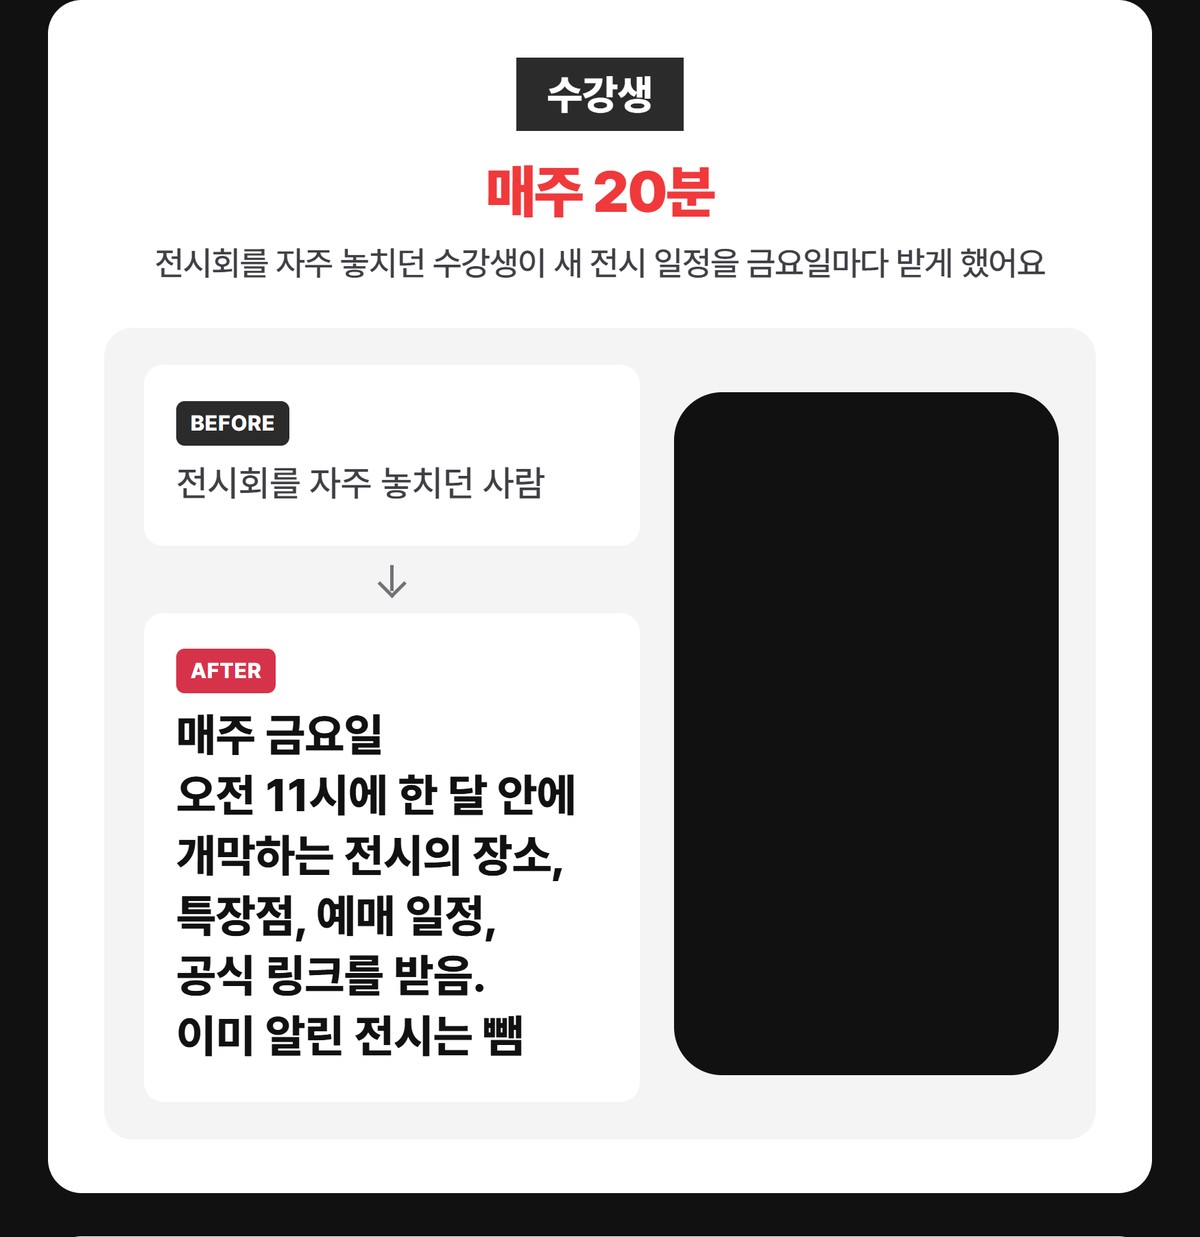 수강생
매주 20분
전시회를 자주 놓치던 수강생이 새 전시 일정을 금요일마다 받게 했어요
BEFORE
전시회를 자주 놓치던 사람
AFTER
매주 금요일
오전 11시에 한 달 안에
개막하는 전시의 장소,
특장점, 예매 일정,
공식 링크를 받음.
이미 알린 전시는 뺌